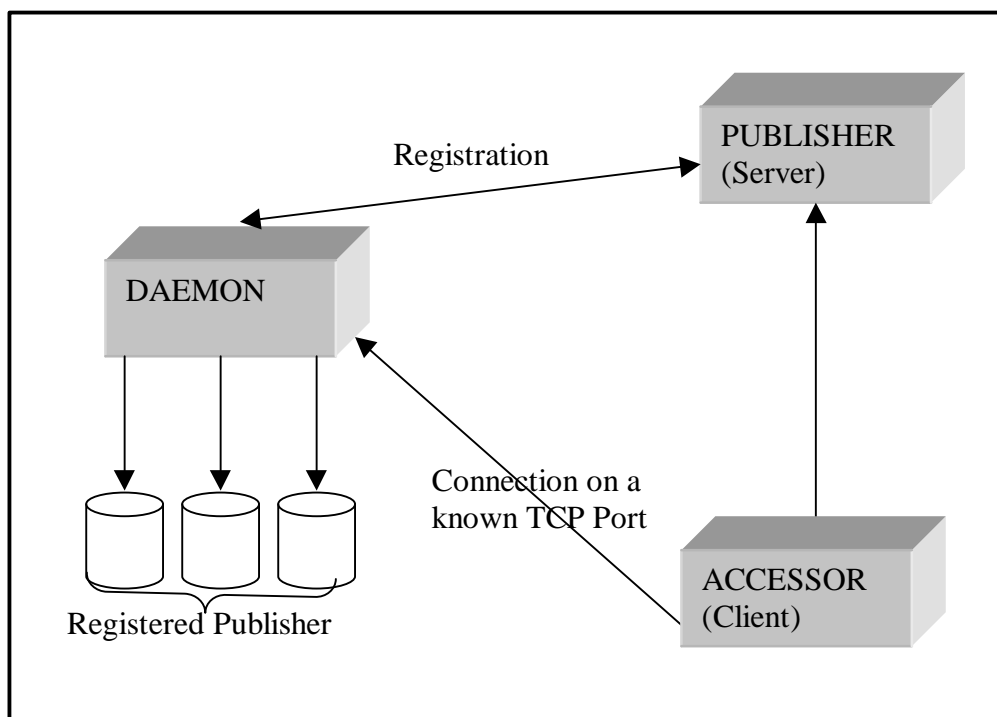 PUBLISHER
(Server)
Registration
DAEMON
Connection on a
known TCP Port
ACCESSOR
(Client)
Registered Publisher